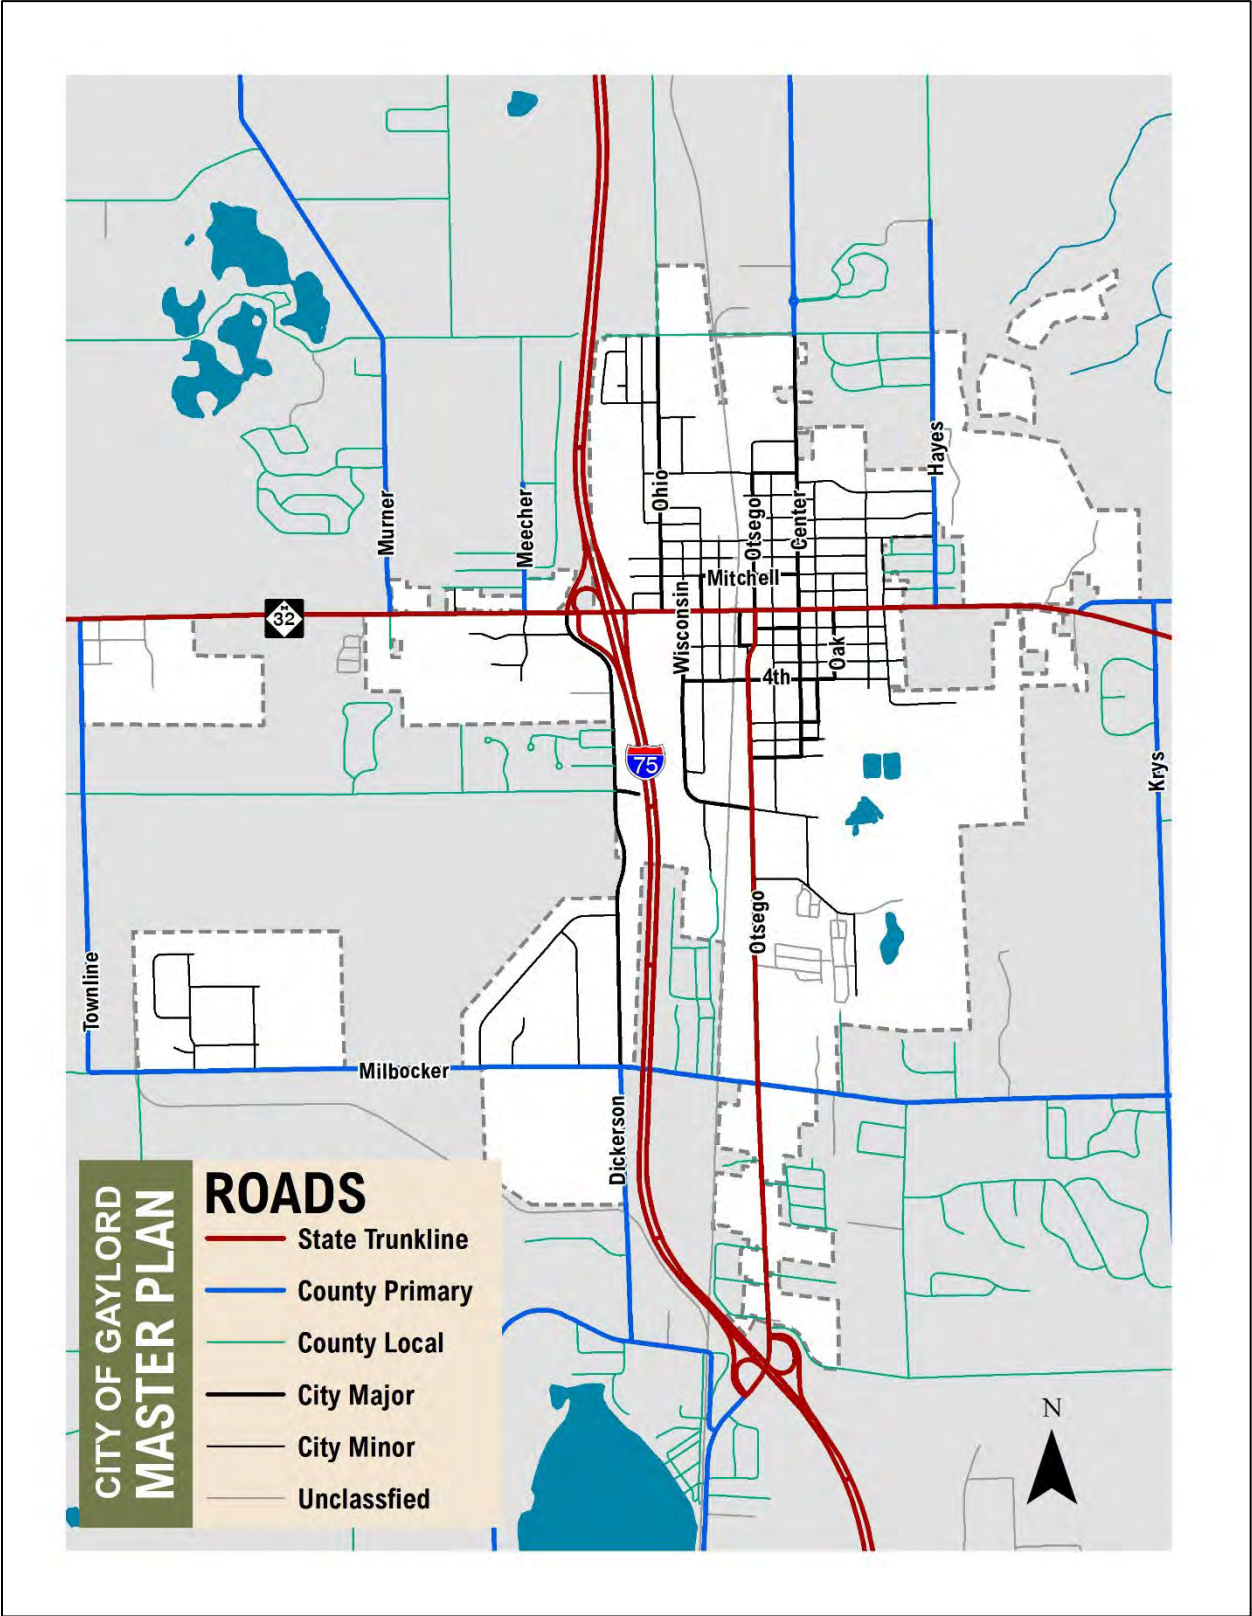 Ohio
Hayes
Murner
Meecher
Otsego
Center
Mitchell
M
32
Wisconsin
Oak
4th
75
Krys
Otsego
Townline
Milbocker
Dickerson
CITY OF GAYLORD
MASTER PLAN
ROADS
State Trunkline
County Primary
County Local
City Major
City Minor
Unclassfied
N